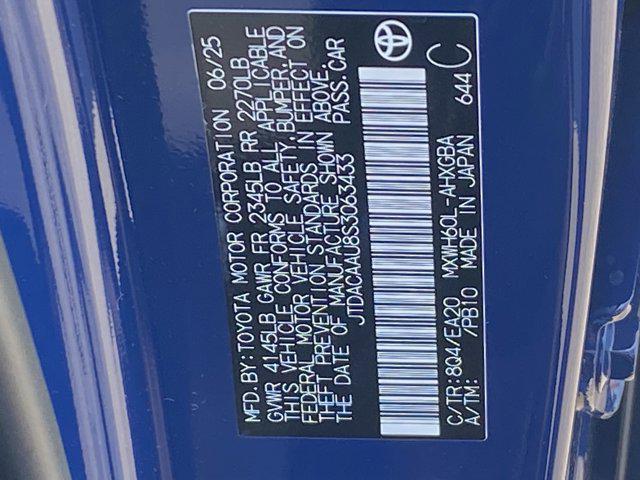 MFD. BY: TOYOTA MOTOR CORPORATION 06/25
GVWR 4145LB GAWR FR 2345LB RR 2270LB
THIS VEHICLE CONFORMS TO ALL APPLICABLE
FEDERAL MOTOR VEHICLE SAFETY, BUMPER, AND
THEFT PREVENTION STANDARDS IN EFFECT ON
THE DATE OF MANUFACTURE SHOWN ABOVE.
JTDACAAU8S3063433 PASS. CAR
C/TR: 8Q4/EA20 MXWH60L-AHXGBA
A/TM: /PB10 MADE IN JAPAN 644 C